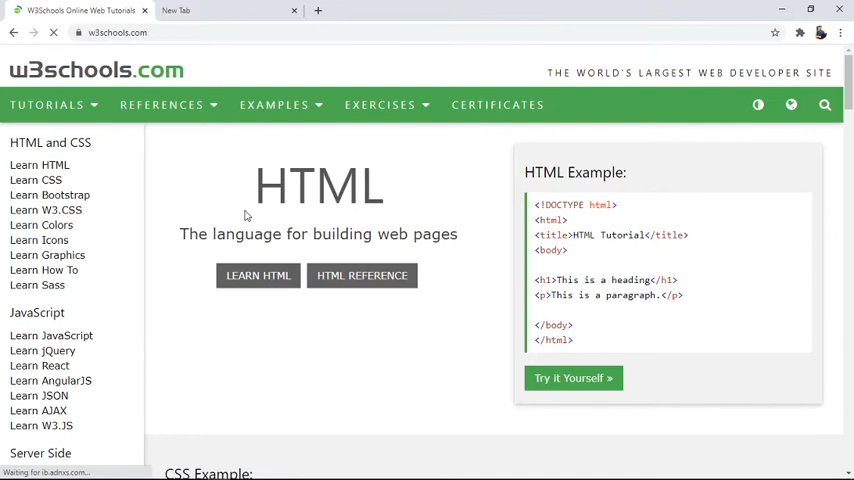 W3Schools Online Web Tutorials
New Tab
w3schools.com
w3schools.com
THE WORLD'S LARGEST WEB DEVELOPER SITE
TUTORIALS
REFERENCES
EXAMPLES
EXERCISES
CERTIFICATES
HTML and CSS
Learn HTML
Learn CSS
Learn Bootstrap
Learn W3.CSS
Learn Colors
Learn Icons
Learn Graphics
Learn How To
Learn Sass
JavaScript
Learn JavaScript
Learn jQuery
Learn React
Learn AngularJS
Learn JSON
Learn AJAX
Learn W3.JS
Server Side
HTML
The language for building web pages
LEARN HTML
HTML REFERENCE
HTML Example:
<!DOCTYPE html>
<html>
<title>HTML Tutorial</title>
<body>
<h1>This is a heading</h1>
<p>This is a paragraph.</p>
</body>
</html>
Try it Yourself »
CSS Example:
Waiting for ib.adnxs.com...